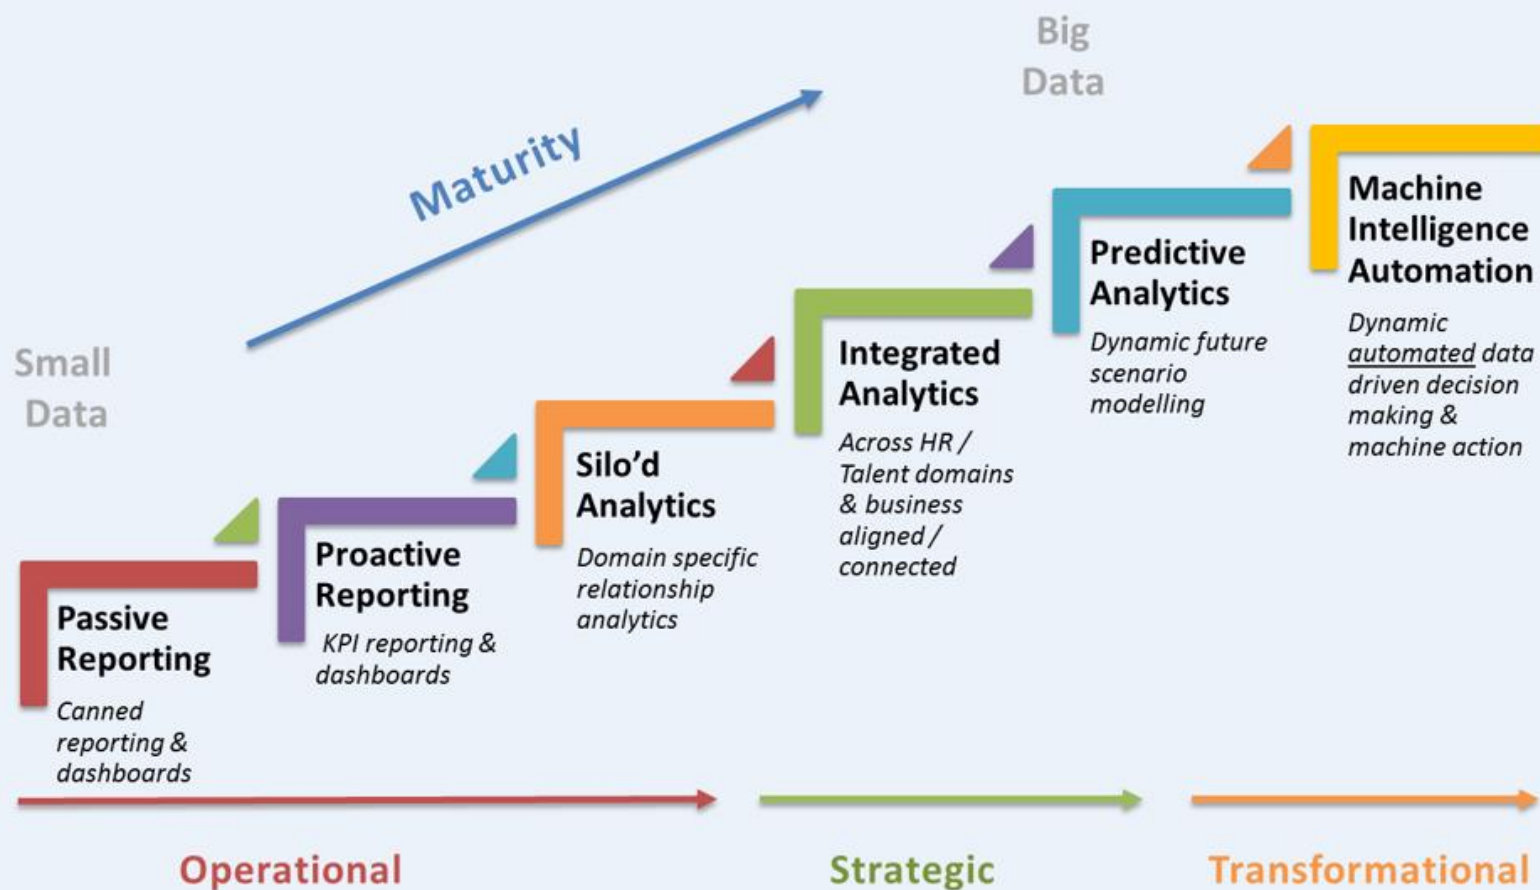 Big
Data
Maturity
Small
Data
Passive
Reporting
Canned
reporting &
dashboards
Proactive
Reporting
KPI reporting &
dashboards
Silo'd
Analytics
Domain specific
relationship
analytics
Integrated
Analytics
Across HR /
Talent domains
& business
aligned /
connected
Predictive
Analytics
Dynamic future
scenario
modelling
Machine
Intelligence
Automation
Dynamic
automated data
driven decision
making &
machine action
Operational
Strategic
Transformational